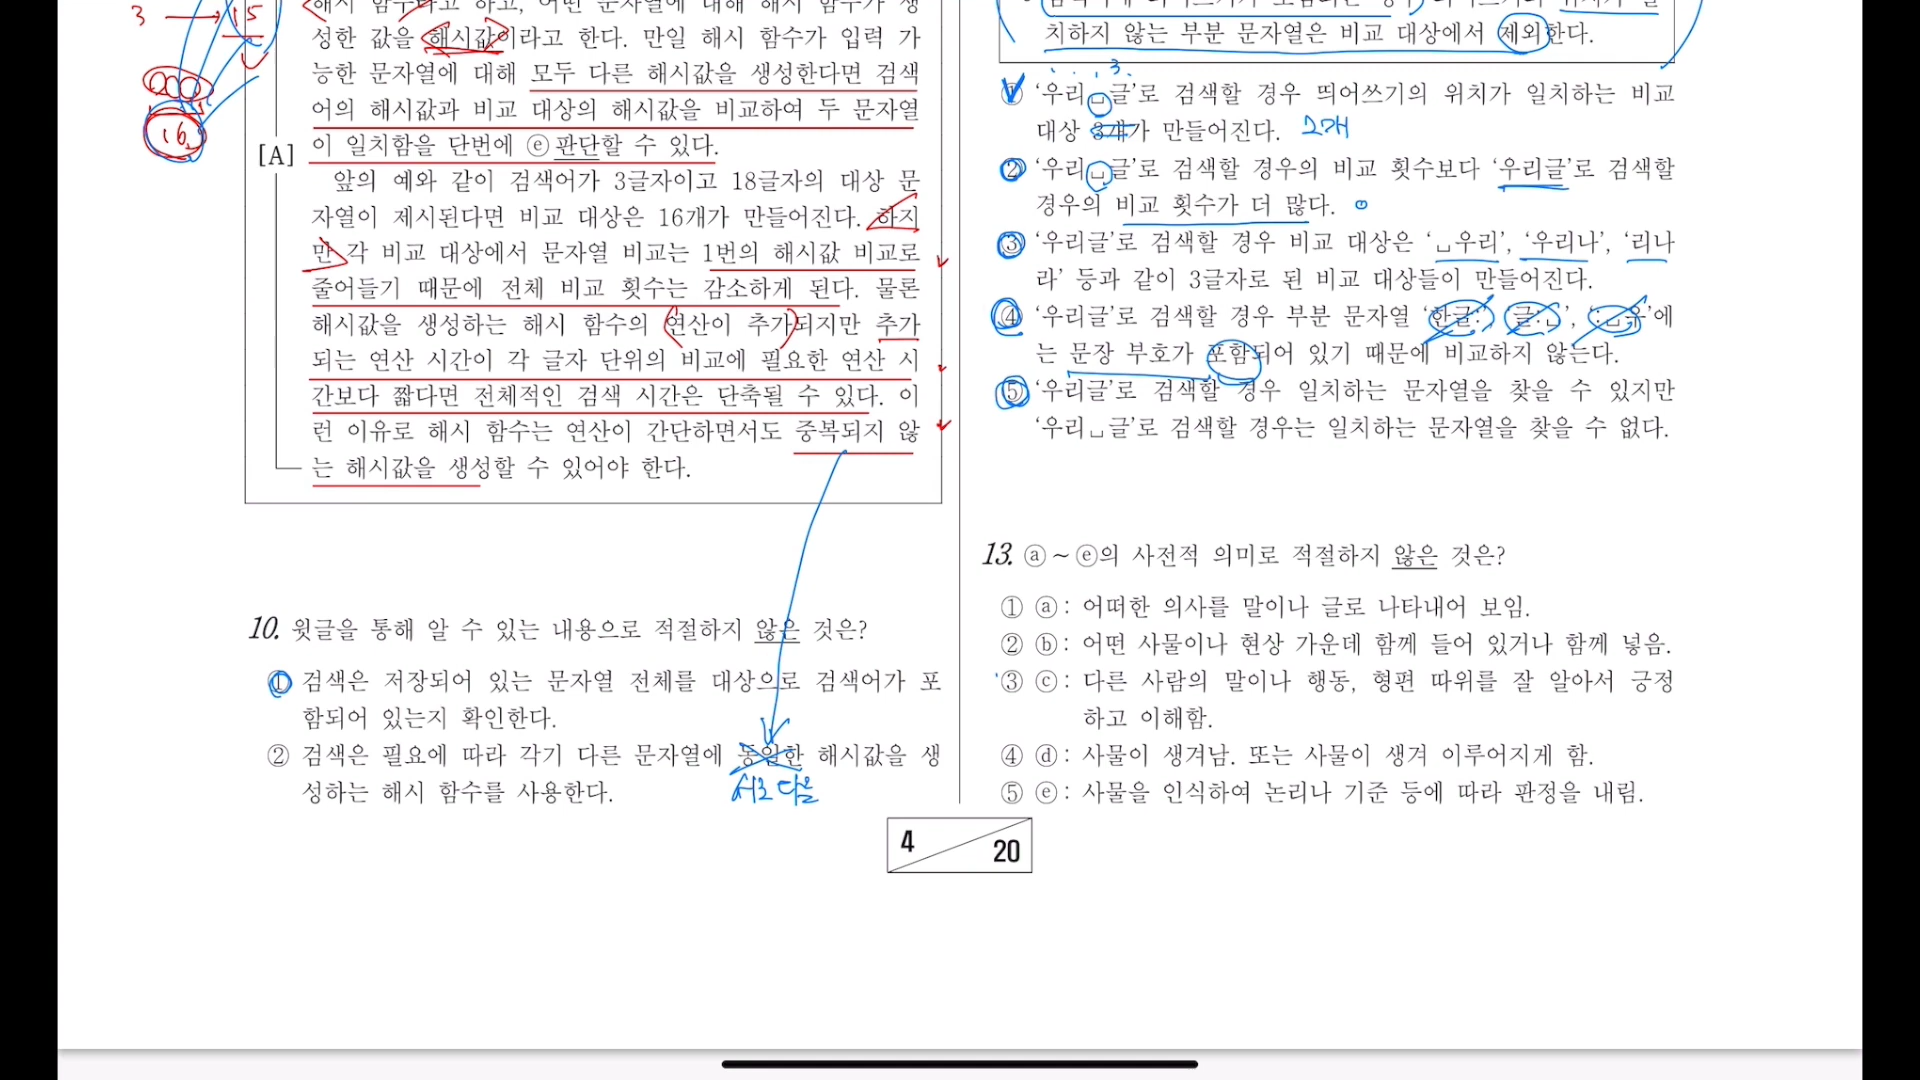 3 → 15
해시 함수라고 하고, 어떤 문자열에 대해 해시 함수가 생
성한 값을 해시값이라고 한다. 만일 해시 함수가 입력 가
능한 문자열에 대해 모두 다른 해시값을 생성한다면 검색
어의 해시값과 비교 대상의 해시값을 비교하여 두 문자열
이 일치함을 단번에 ⓔ판단할 수 있다.
16
[A]
앞의 예와 같이 검색어가 3글자이고 18글자의 대상 문
자열이 제시된다면 비교 대상은 16개가 만들어진다. 하지
만 각 비교 대상에서 문자열 비교는 1번의 해시값 비교로
줄어들기 때문에 전체 비교 횟수는 감소하게 된다. 물론
해시값을 생성하는 해시 함수의 연산이 추가되지만 추가
되는 연산 시간이 각 글자 단위의 비교에 필요한 연산 시
간보다 짧다면 전체적인 검색 시간은 단축될 수 있다. 이
런 이유로 해시 함수는 연산이 간단하면서도 중복되지 않
는 해시값을 생성할 수 있어야 한다.
10. 윗글을 통해 알 수 있는 내용으로 적절하지 않은 것은?
① 검색은 저장되어 있는 문자열 전체를 대상으로 검색어가 포
함되어 있는지 확인한다.
② 검색은 필요에 따라 각기 다른 문자열에 동일한 해시값을 생
성하는 해시 함수를 사용한다.
서로 다른
치하지 않는 부분 문자열은 비교 대상에서 제외한다.
3.
① ‘우리␣글’로 검색할 경우 띄어쓰기의 위치가 일치하는 비교
대상 3개가 만들어진다. 2개
② ‘우리␣글’로 검색할 경우의 비교 횟수보다 ‘우리글’로 검색할
경우의 비교 횟수가 더 많다.
③ ‘우리글’로 검색할 경우 비교 대상은 ‘␣우리’, ‘우리나’, ‘리나
라’ 등과 같이 3글자로 된 비교 대상들이 만들어진다.
④ ‘우리글’로 검색할 경우 부분 문자열 ‘한글:’, ‘글:␣’, ‘:␣우’에
는 문장 부호가 포함되어 있기 때문에 비교하지 않는다.
⑤ ‘우리글’로 검색할 경우 일치하는 문자열을 찾을 수 있지만
‘우리␣글’로 검색할 경우는 일치하는 문자열을 찾을 수 없다.
13. ⓐ~ⓔ의 사전적 의미로 적절하지 않은 것은?
① ⓐ: 어떠한 의사를 말이나 글로 나타내어 보임.
② ⓑ: 어떤 사물이나 현상 가운데 함께 들어 있거나 함께 넣음.
③ ⓒ: 다른 사람의 말이나 행동, 형편 따위를 잘 알아서 긍정
하고 이해함.
④ ⓓ: 사물이 생겨남. 또는 사물이 생겨 이루어지게 함.
⑤ ⓔ: 사물을 인식하여 논리나 기준 등에 따라 판정을 내림.
4
20